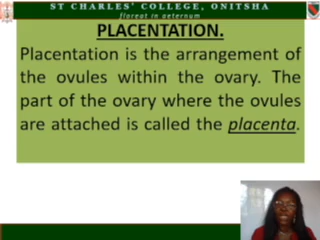 ST CHARLES' COLLEGE, ONITSHA
floreat in aeternum
PLACENTATION.
Placentation is the arrangement of
the ovules within the ovary. The
part of the ovary where the ovules
are attached is called the placenta.